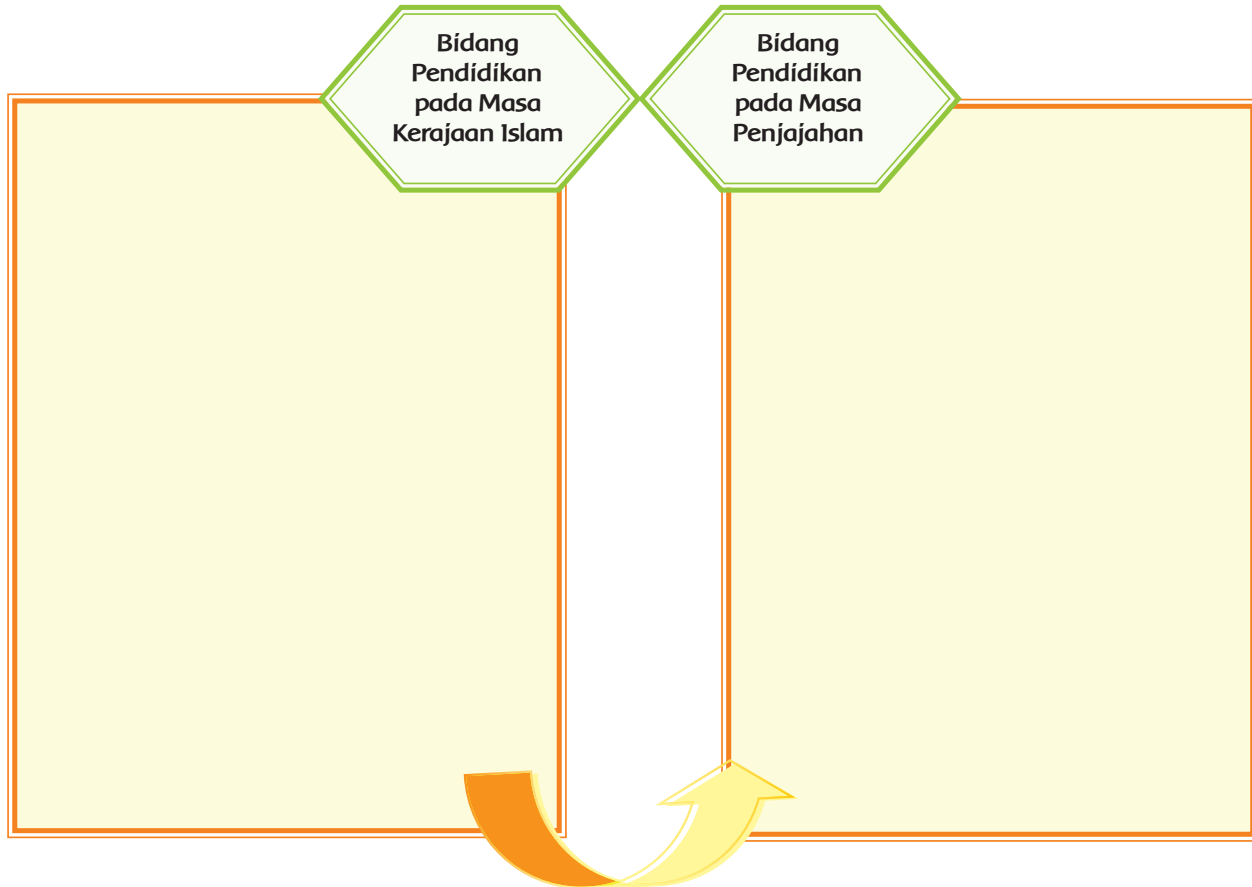 Bidang
Pendidikan
pada Masa
Kerajaan Islam
Bidang
Pendidikan
pada Masa
Penjajahan